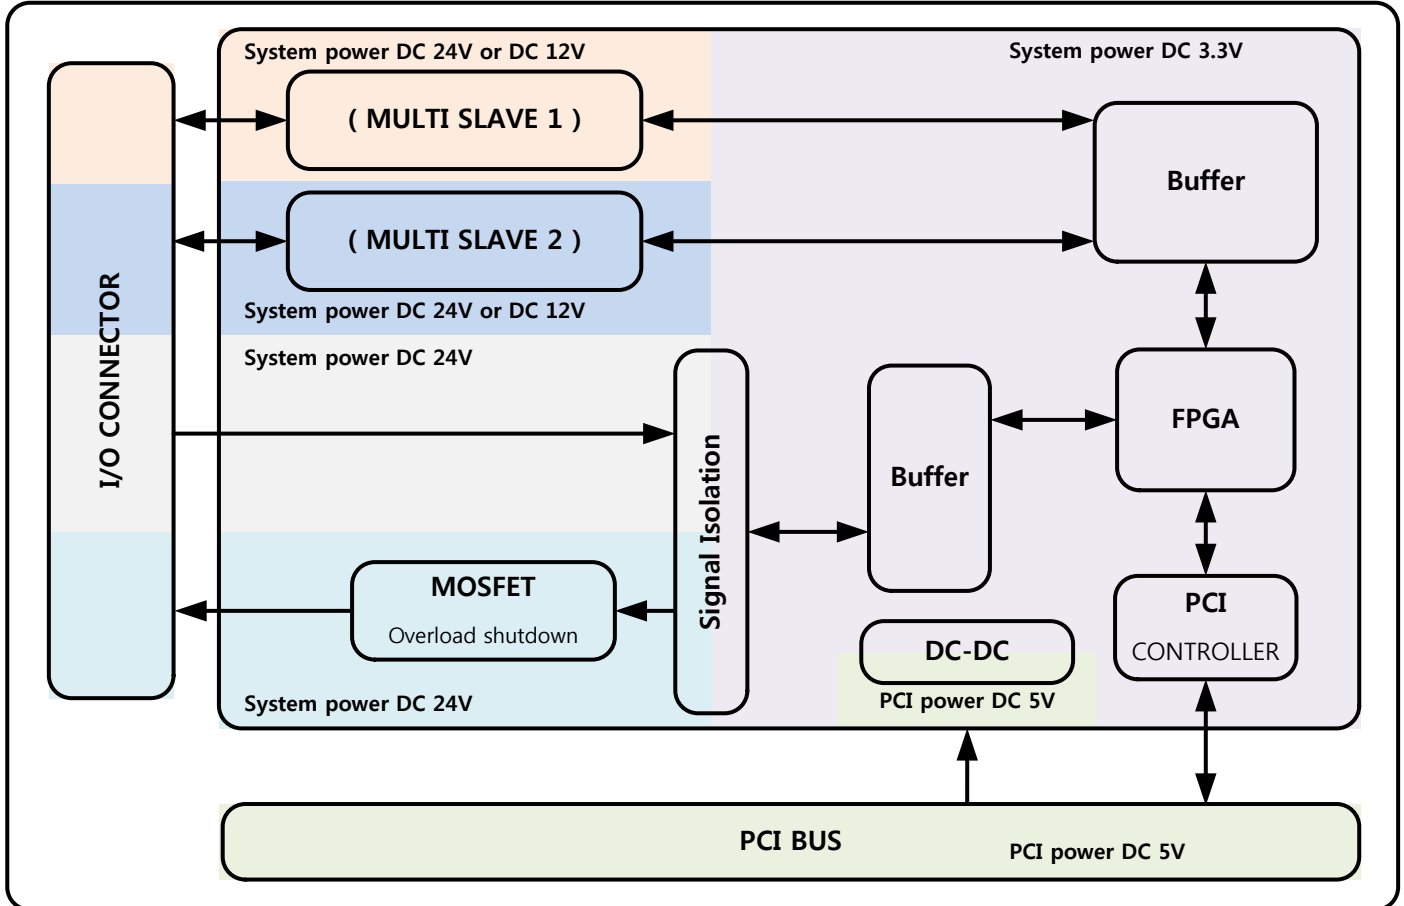 System power DC 24V or DC 12V
System power DC 3.3V
( MULTI SLAVE 1 )
Buffer
( MULTI SLAVE 2 )
System power DC 24V or DC 12V
I/O CONNECTOR
System power DC 24V
FPGA
Buffer
Signal Isolation
MOSFET
Overload shutdown
PCI
CONTROLLER
DC-DC
PCI power DC 5V
System power DC 24V
PCI BUS
PCI power DC 5V